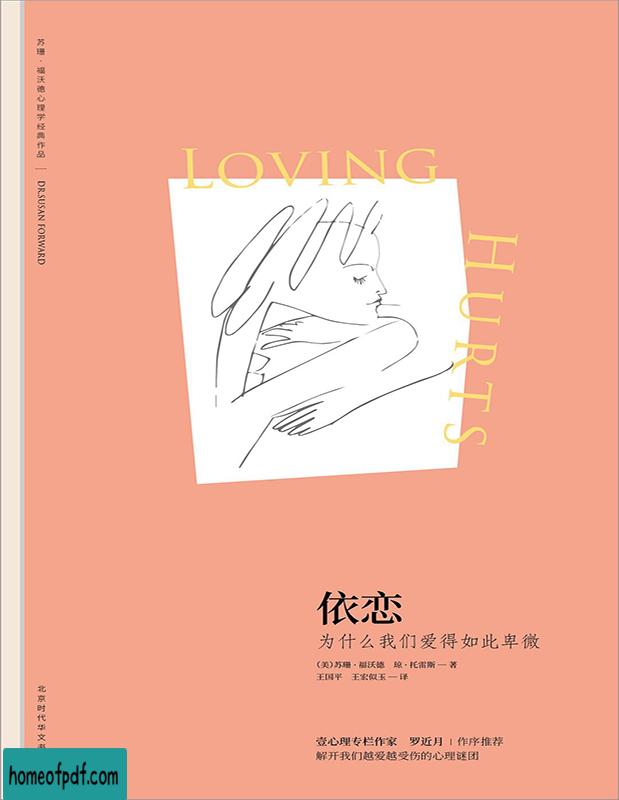 苏珊·福沃德心理学经典作品 | DR.SUSAN FORWARD
LOVING
HURTS
依恋
为什么我们爱得如此卑微
(美)苏珊·福沃德 琼·托雷斯—著
王国平 王宏似玉—译
壹心理专栏作家 罗近月 | 作序推荐
解开我们越爱越受伤的心理谜团
北京时代华文
homeofpdf.com